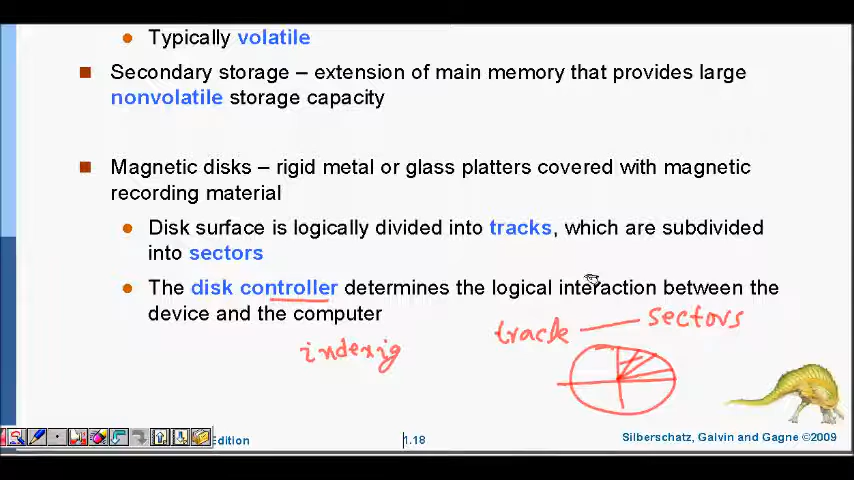 Typically volatile
Secondary storage – extension of main memory that provides large
nonvolatile storage capacity
Magnetic disks – rigid metal or glass platters covered with magnetic
recording material
Disk surface is logically divided into tracks, which are subdivided
into sectors
The disk controller determines the logical interaction between the
device and the computer
track sectors
indexig
Edition
1.18
Silberschatz, Galvin and Gagne ©2009